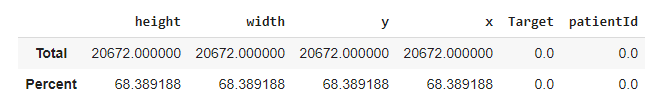 height width y x Target patientId
Total 20672.000000 20672.000000 20672.000000 20672.000000 0.0 0.0
Percent 68.389188 68.389188 68.389188 68.389188 0.0 0.0